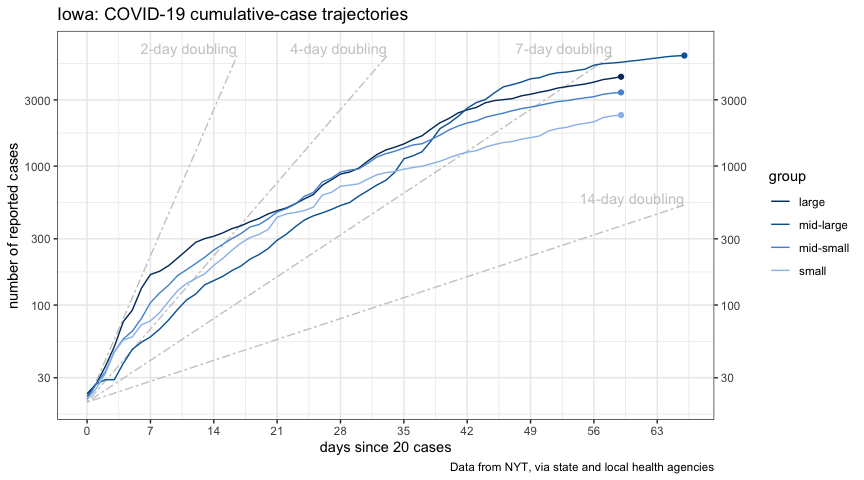 Iowa: COVID-19 cumulative-case trajectories
2-day doubling 4-day doubling 7-day doubling
14-day doubling
number of reported cases
3000
1000
300
100
30
3000
1000
300
100
30
0 7 14 21 28 35 42 49 56 63
days since 20 cases
group
large
mid-large
mid-small
small
Data from NYT, via state and local health agencies